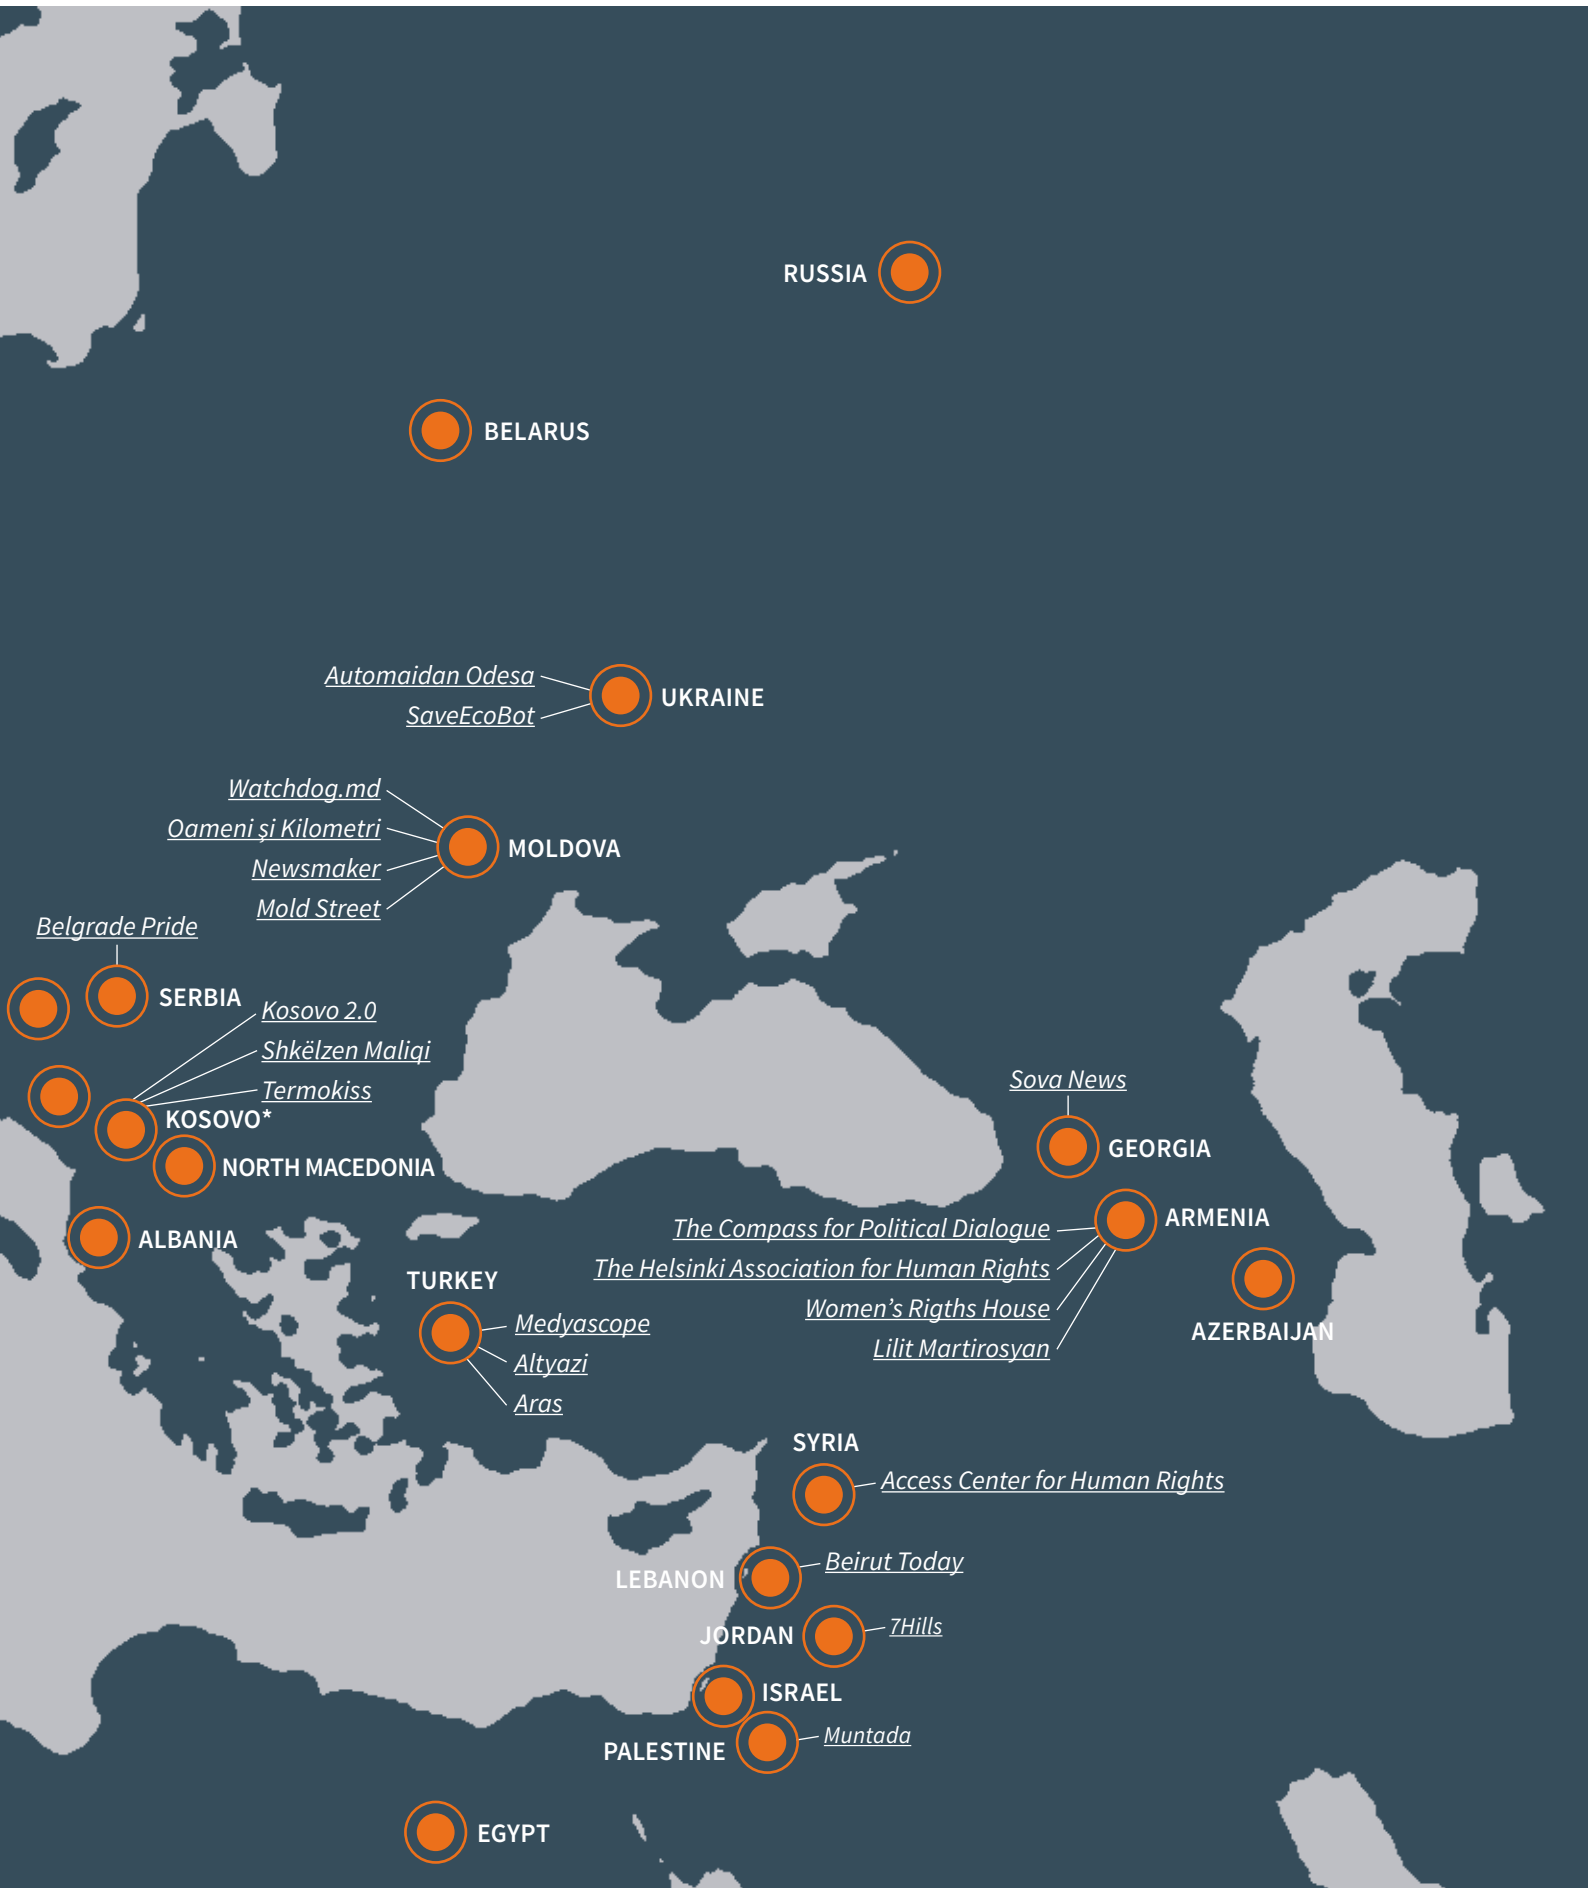 RUSSIA
BELARUS
Automaidan Odesa
SaveEcoBot
UKRAINE
Watchdog.md
Oameni și Kilometri
Newsmaker
Mold Street
MOLDOVA
Belgrade Pride
SERBIA
Kosovo 2.0
Shkëlzen Maliqi
Termokiss
KOSOVO*
NORTH MACEDONIA
ALBANIA
Sova News
GEORGIA
ARMENIA
The Compass for Political Dialogue
The Helsinki Association for Human Rights
Women’s Rigths House
Lilit Martirosyan
AZERBAIJAN
TURKEY
Medyascope
Altyazi
Aras
SYRIA
Access Center for Human Rights
LEBANON
Beirut Today
JORDAN
7Hills
ISRAEL
PALESTINE
Muntada
EGYPT